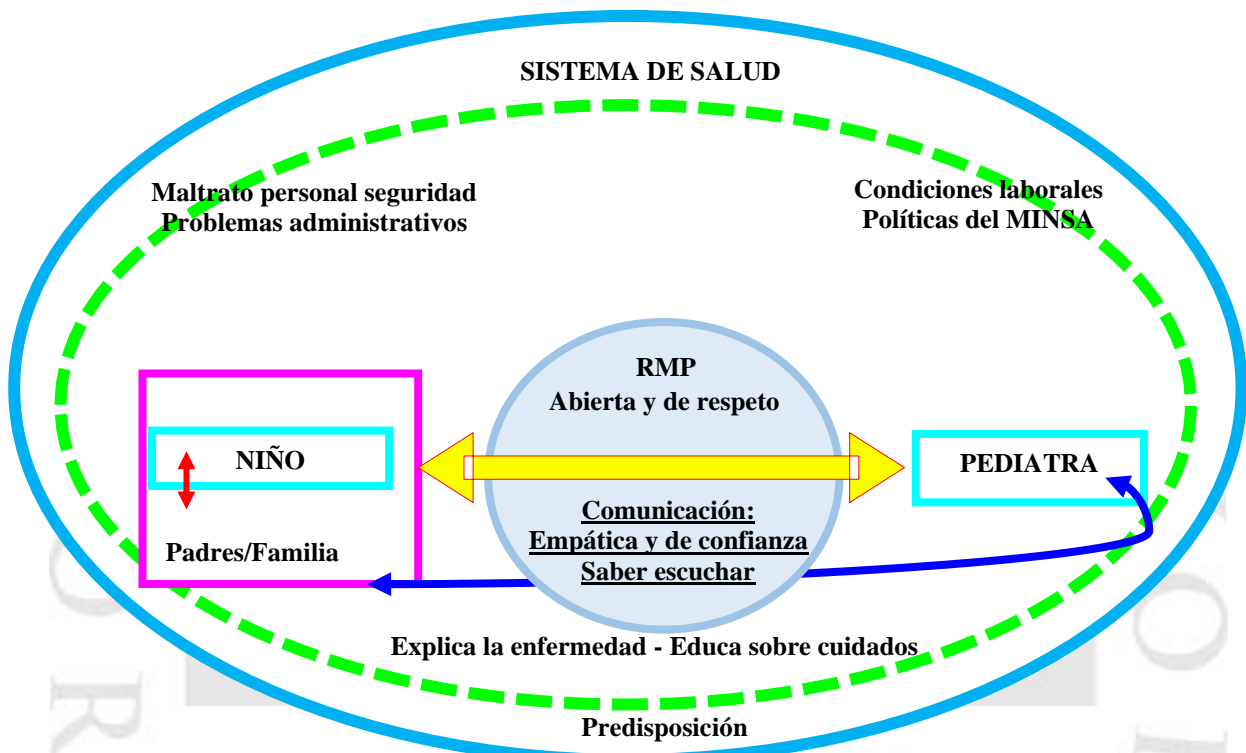 SISTEMA DE SALUD
Maltrato personal seguridad
Problemas administrativos
Condiciones laborales
Políticas del MINSA
RMP
Abierta y de respeto
NIÑO
PEDIATRA
Padres/Familia
Comunicación:
Empática y de confianza
Saber escuchar
Explica la enfermedad - Educa sobre cuidados
Predisposición